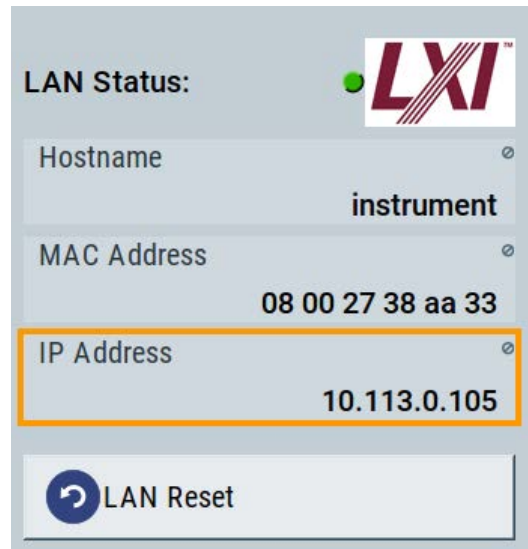 LAN Status:
LXI™
Hostname
instrument
MAC Address
08 00 27 38 aa 33
IP Address
10.113.0.105
LAN Reset